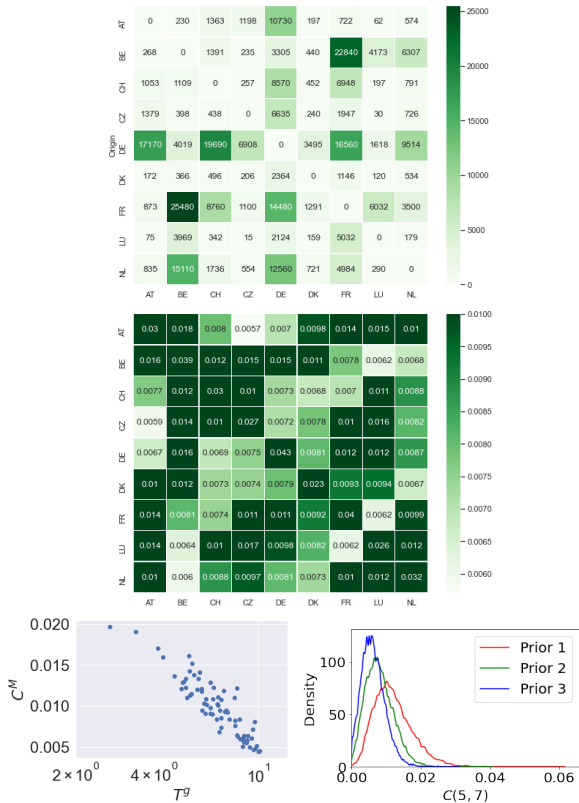 AT 0 230 1363 1198 10730 197 722 62 574
BE 268 0 1391 235 3305 440 22840 4173 6307
CH 1053 1109 0 257 8570 452 6948 197 791
CZ 1379 398 438 0 6635 240 1947 30 726
Origin
DE 17170 4019 19690 6908 0 3495 16560 1618 9514
DK 172 366 496 206 2364 0 1146 120 534
FR 873 25480 8760 1100 14480 1291 0 6032 3500
LU 75 3969 342 15 2124 159 5032 0 179
NL 835 15110 1736 554 12560 721 4984 290 0
AT BE CH CZ DE DK FR LU NL
25000
20000
15000
10000
5000
0
AT 0.03 0.018 0.008 0.0057 0.007 0.0098 0.014 0.015 0.01
BE 0.016 0.039 0.012 0.015 0.015 0.011 0.0078 0.0062 0.0068
CH 0.0077 0.012 0.03 0.01 0.0073 0.0068 0.007 0.011 0.0088
CZ 0.0059 0.014 0.01 0.027 0.0072 0.0078 0.01 0.016 0.0082
DE 0.0067 0.016 0.0069 0.0075 0.043 0.0081 0.012 0.012 0.0087
DK 0.01 0.012 0.0073 0.0074 0.0079 0.023 0.0093 0.0094 0.0067
FR 0.014 0.0081 0.0074 0.011 0.011 0.0092 0.04 0.0062 0.0099
LU 0.014 0.0064 0.01 0.017 0.0098 0.0082 0.0062 0.026 0.012
NL 0.01 0.006 0.0088 0.0097 0.0081 0.0073 0.01 0.012 0.032
AT BE CH CZ DE DK FR LU NL
0.0100
0.0095
0.0090
0.0085
0.0080
0.0075
0.0070
0.0065
0.0060
0.020
0.015
0.010
0.005
C^M
2 × 10⁰ 4 × 10⁰ 10¹
T^g
Density
100
50
0
Prior 1
Prior 2
Prior 3
0.00 0.02 0.04 0.06
C(5, 7)